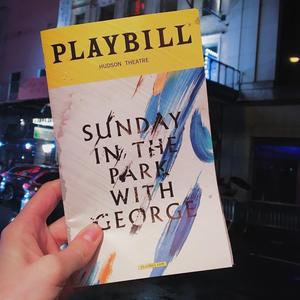 PLAYBILL
HUDSON THEATRE
SUNDAY
IN THE
PARK
WITH
GEORGE